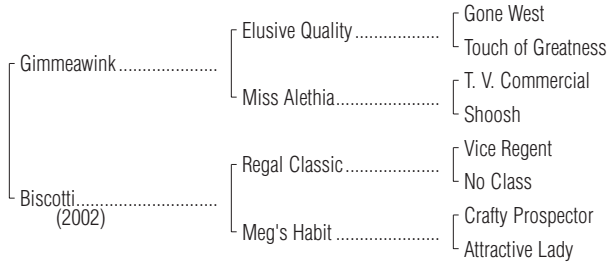 Gone West
Elusive Quality..................
Touch of Greatness
Gimmeawink.....................
T. V. Commercial
Miss Alethia......................
Shoosh
Vice Regent
Regal Classic....................
No Class
Biscotti..............................
(2002)
Crafty Prospector
Meg's Habit ......................
Attractive Lady